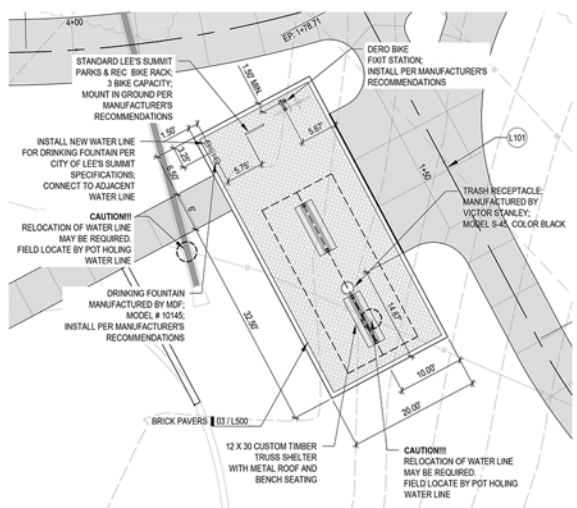 4+00
EP: 1+78.71
STANDARD LEE'S SUMMIT
PARKS & REC BIKE RACK;
3 BIKE CAPACITY;
MOUNT IN GROUND PER
MANUFACTURER'S
RECOMMENDATIONS
1.50' MIN.
DERO BIKE
FIXIT STATION;
INSTALL PER MANUFACTURER'S
RECOMMENDATIONS
1.50'
3.25'
6.50'
5.75'
5.67'
L101
1+50
INSTALL NEW WATER LINE
FOR DRINKING FOUNTAIN PER
CITY OF LEE'S SUMMIT
SPECIFICATIONS;
CONNECT TO ADJACENT
WATER LINE
6'
CAUTION!!!
RELOCATION OF WATER LINE
MAY BE REQUIRED.
FIELD LOCATE BY POT HOLING
WATER LINE
TRASH RECEPTACLE;
MANUFACTURED BY
VICTOR STANLEY;
MODEL S-45, COLOR BLACK
DRINKING FOUNTAIN
MANUFACTURED BY MDF;
MODEL # 10145;
INSTALL PER MANUFACTURER'S
RECOMMENDATIONS
32.50'
14.67'
10.00'
20.00'
BRICK PAVERS 03 / L500
12 X 30 CUSTOM TIMBER
TRUSS SHELTER
WITH METAL ROOF AND
BENCH SEATING
CAUTION!!!
RELOCATION OF WATER LINE
MAY BE REQUIRED.
FIELD LOCATE BY POT HOLING
WATER LINE